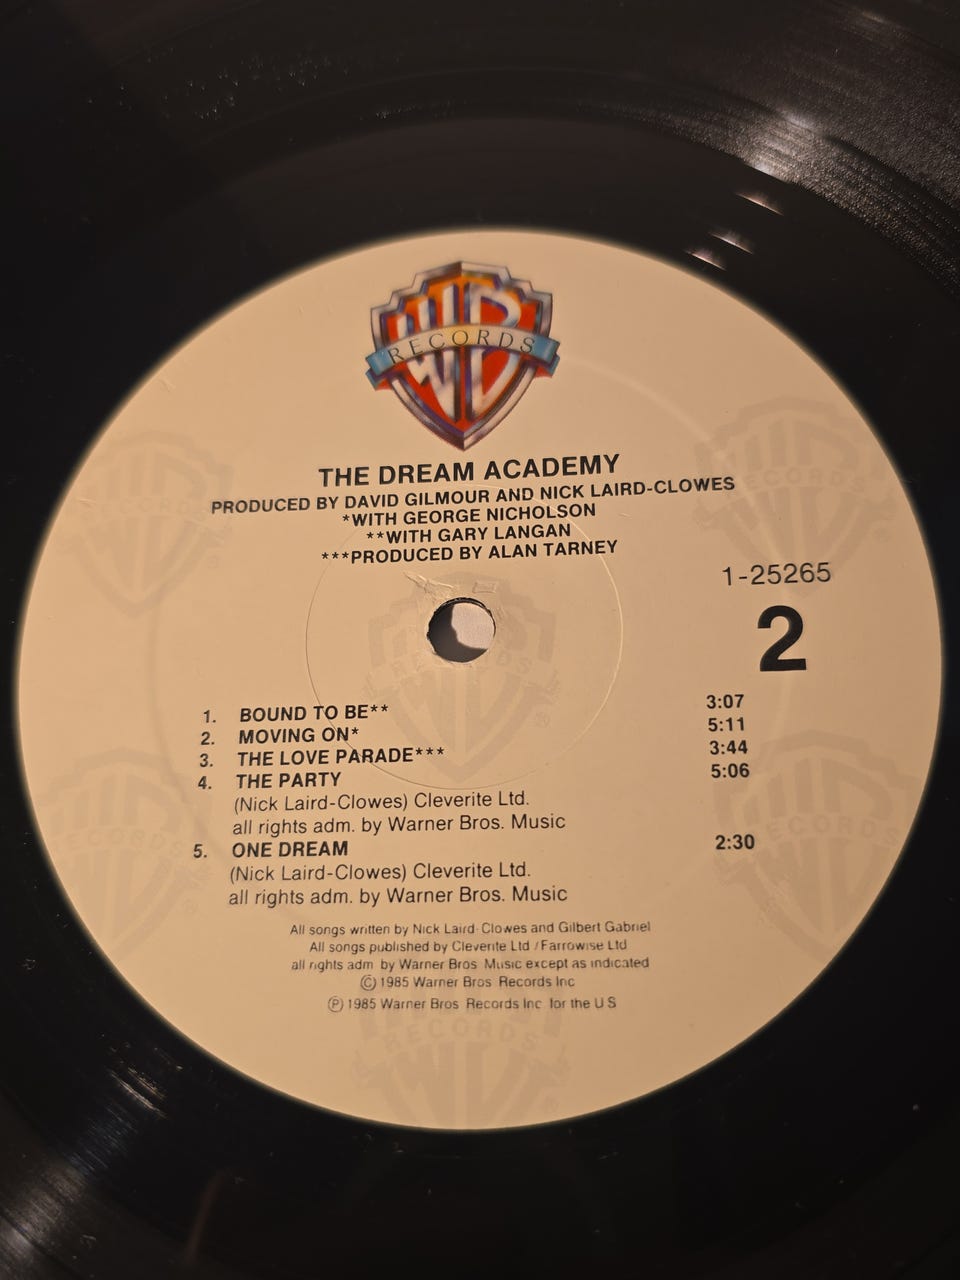 WB
RECORDS
THE DREAM ACADEMY
PRODUCED BY DAVID GILMOUR AND NICK LAIRD-CLOWES
*WITH GEORGE NICHOLSON
**WITH GARY LANGAN
***PRODUCED BY ALAN TARNEY
1-25265
2
1. BOUND TO BE** 3:07
2. MOVING ON* 5:11
3. THE LOVE PARADE*** 3:44
4. THE PARTY 5:06
(Nick Laird-Clowes) Cleverite Ltd.
all rights adm. by Warner Bros. Music
5. ONE DREAM 2:30
(Nick Laird-Clowes) Cleverite Ltd.
all rights adm. by Warner Bros. Music
All songs written by Nick Laird-Clowes and Gilbert Gabriel
All songs published by Cleverite Ltd./Farrowise Ltd.
all rights adm. by Warner Bros. Music except as indicated
© 1985 Warner Bros. Records Inc.
℗ 1985 Warner Bros. Records Inc. for the U.S.